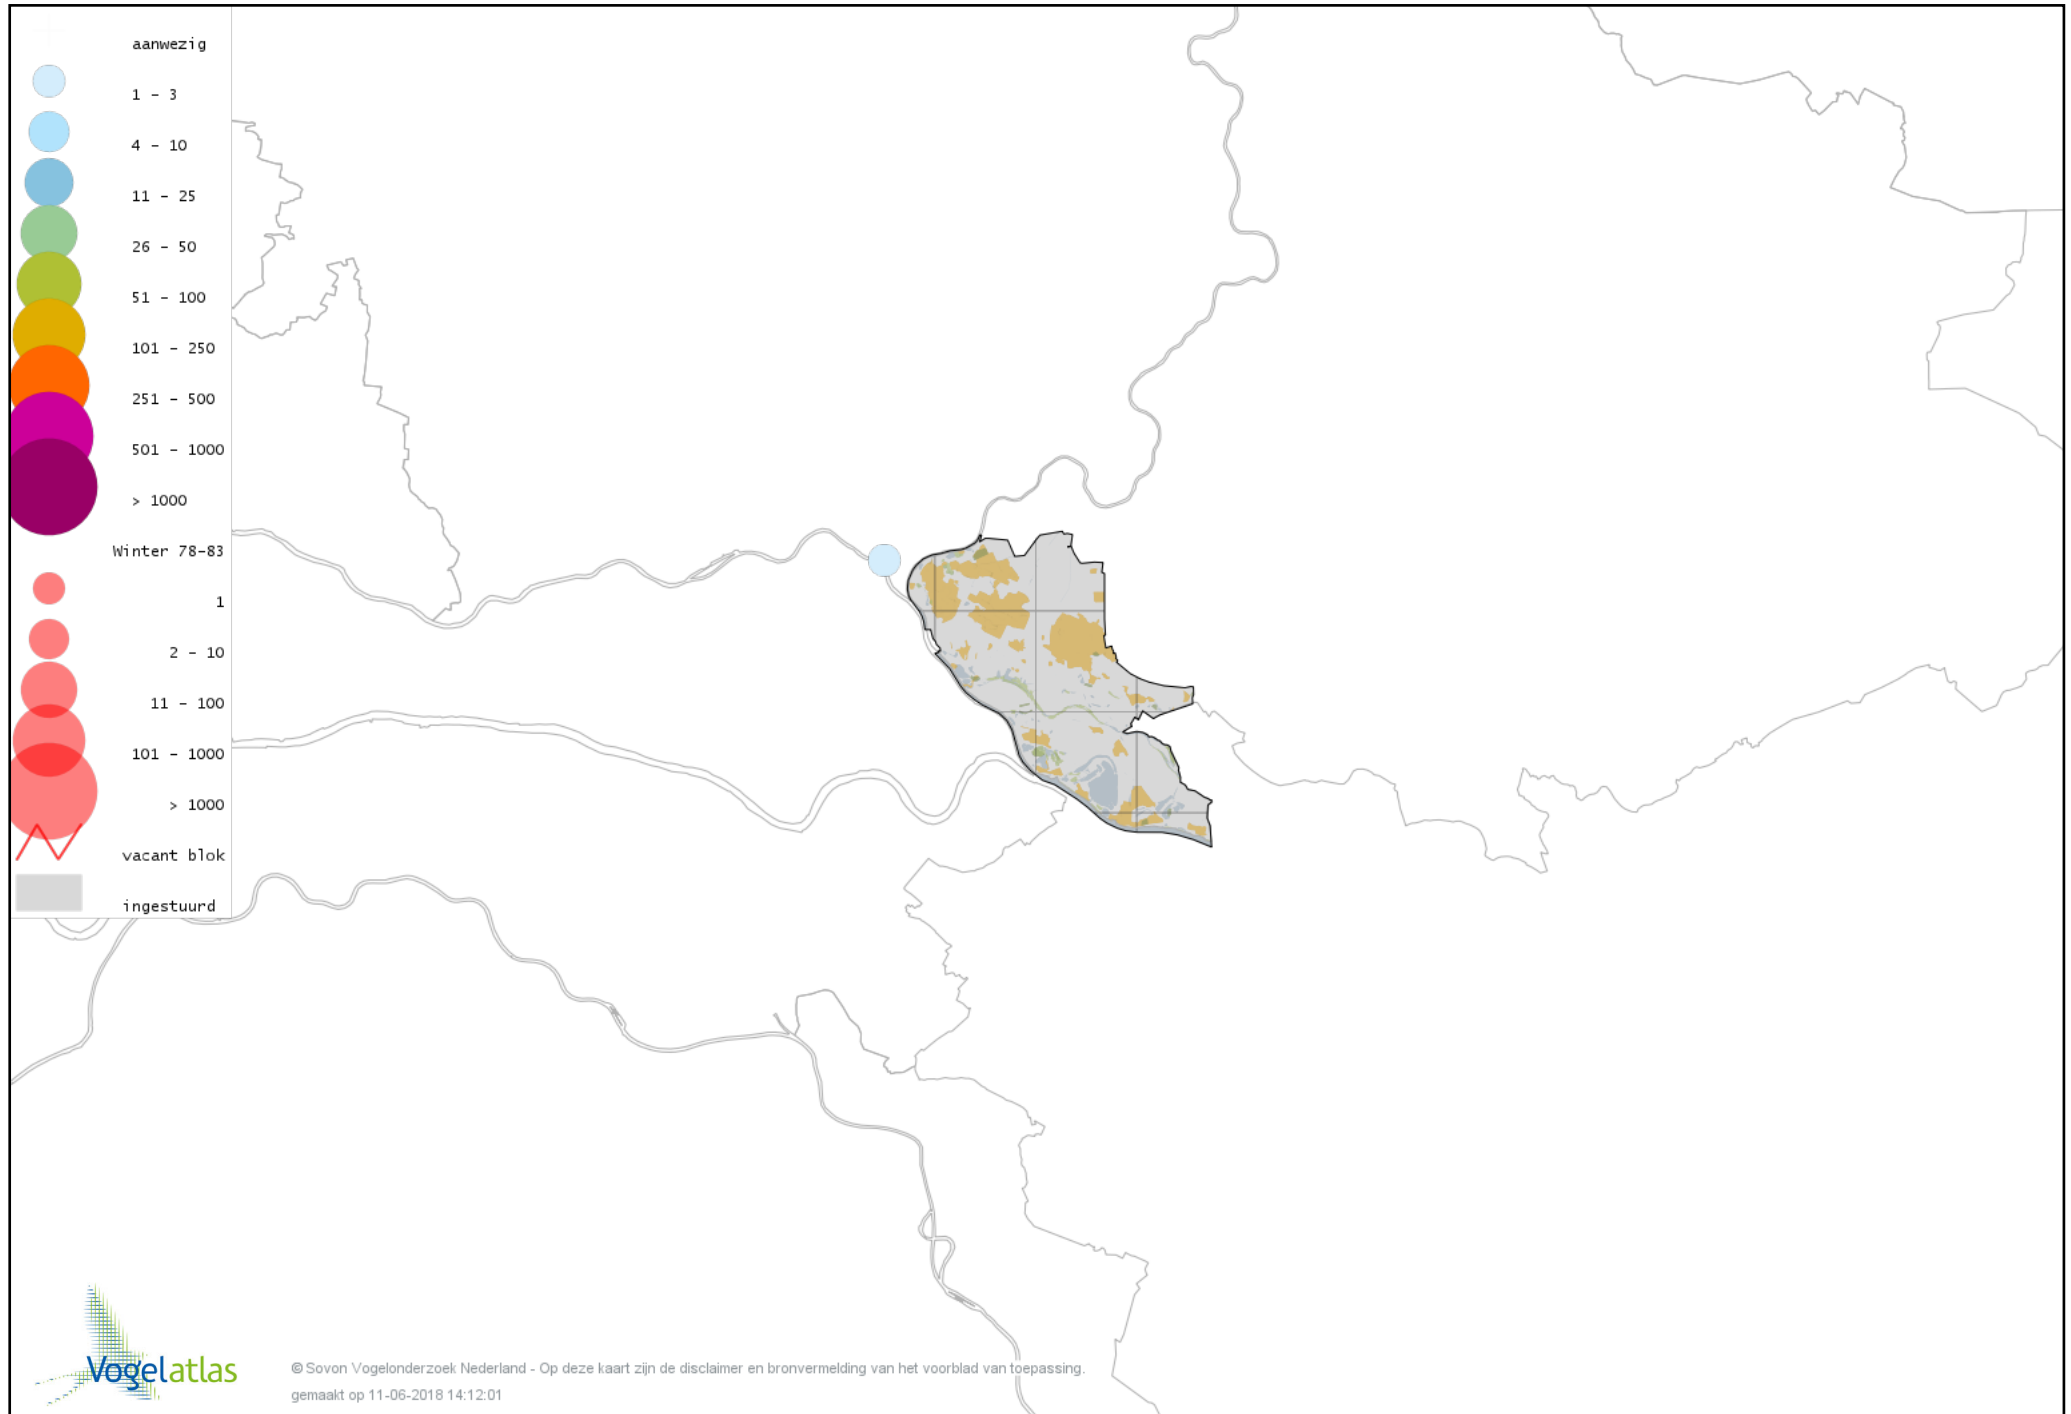 aanwezig
1 - 3
4 - 10
11 - 25
26 - 50
51 - 100
101 - 250
251 - 500
501 - 1000
> 1000
Winter 78-83
1
2 - 10
11 - 100
101 - 1000
> 1000
vacant blok
ingestuurd
Vogelatlas
© Sovon Vogelonderzoek Nederland - Op deze kaart zijn de disclaimer en bronvermelding van het voorblad van toepassing.
gemaakt op 11-06-2018 14:12:01